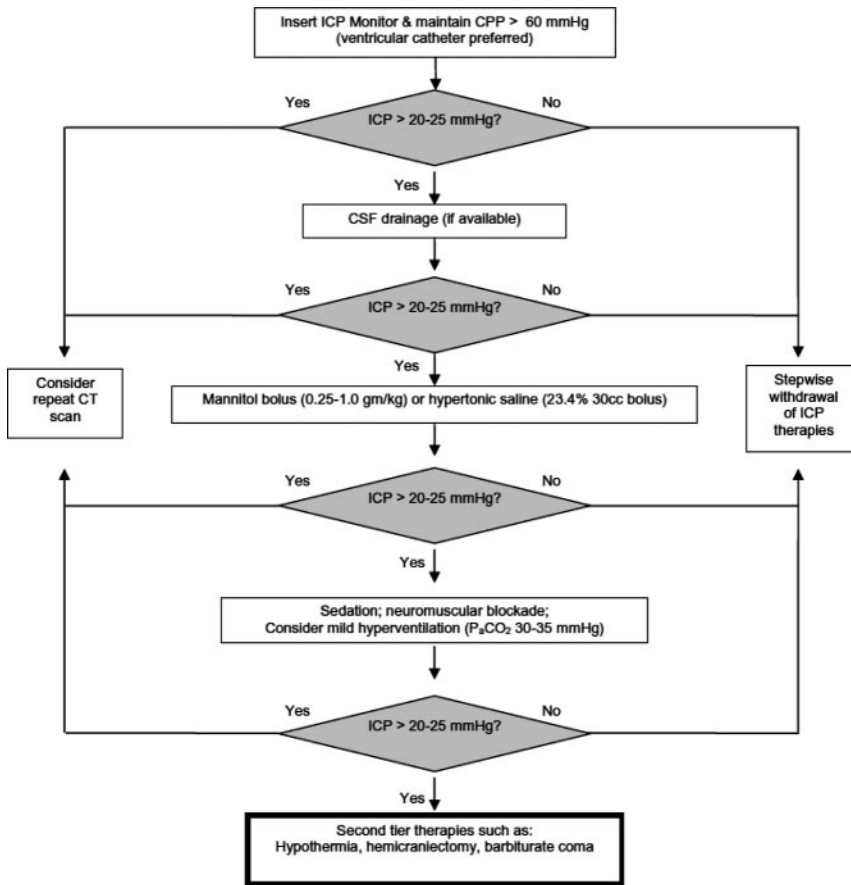 Insert ICP Monitor & maintain CPP > 60 mmHg
(ventricular catheter preferred)
Yes
No
ICP > 20-25 mmHg?
Yes
CSF drainage (if available)
Yes
No
ICP > 20-25 mmHg?
Yes
Consider
repeat CT
scan
Mannitol bolus (0.25-1.0 gm/kg) or hypertonic saline (23.4% 30cc bolus)
Stepwise
withdrawal
of ICP
therapies
Yes
No
ICP > 20-25 mmHg?
Yes
Sedation; neuromuscular blockade;
Consider mild hyperventilation (PaCO2 30-35 mmHg)
Yes
No
ICP > 20-25 mmHg?
Yes
Second tier therapies such as:
Hypothermia, hemicraniectomy, barbiturate coma